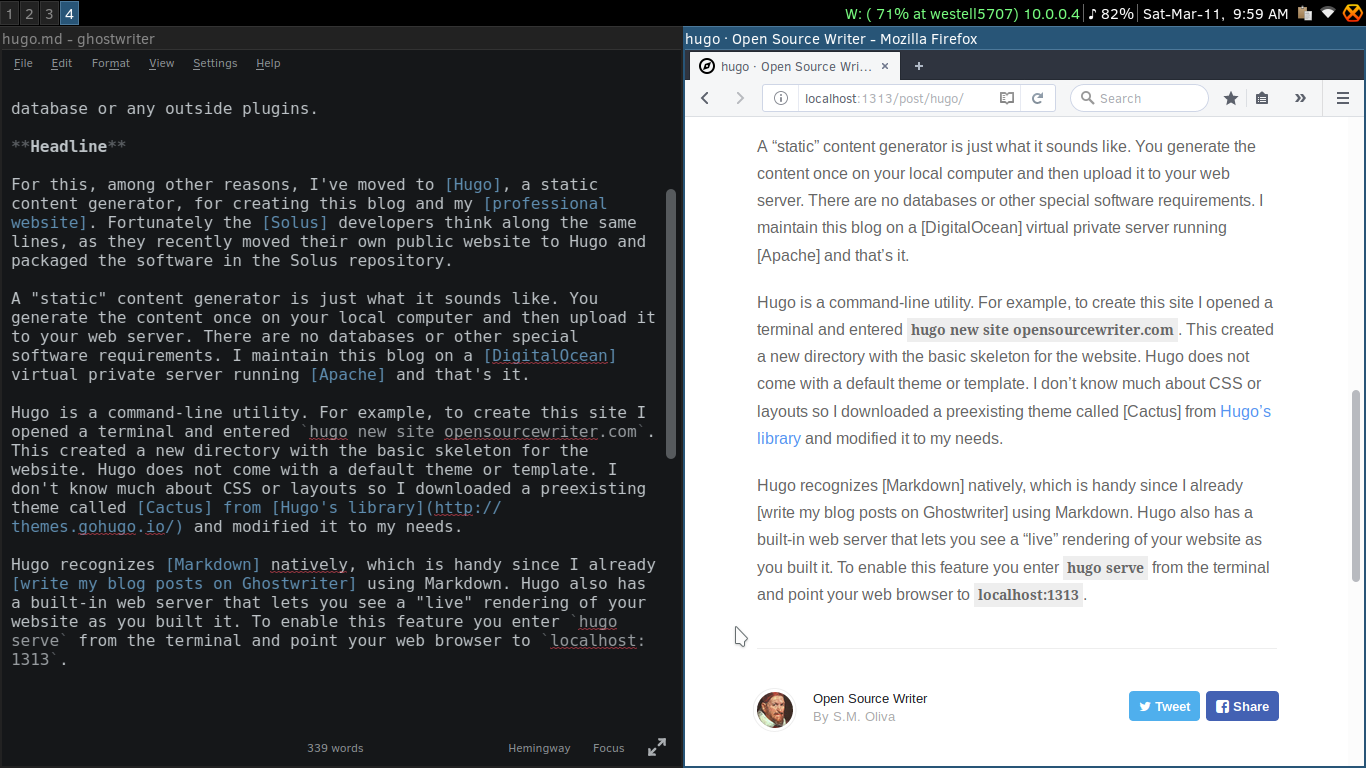 1 2 3 4
W: ( 71% at westell5707) 10.0.0.4 ♪ 82% Sat-Mar-11, 9:59 AM
hugo.md - ghostwriter
File Edit Format View Settings Help
database or any outside plugins.
**Headline**
For this, among other reasons, I've moved to [Hugo], a static
content generator, for creating this blog and my [professional
website]. Fortunately the [Solus] developers think along the same
lines, as they recently moved their own public website to Hugo and
packaged the software in the Solus repository.
A "static" content generator is just what it sounds like. You
generate the content once on your local computer and then upload it
to your web server. There are no databases or other special
software requirements. I maintain this blog on a [DigitalOcean]
virtual private server running [Apache] and that's it.
Hugo is a command-line utility. For example, to create this site I
opened a terminal and entered `hugo new site opensourcewriter.com`.
This created a new directory with the basic skeleton for the
website. Hugo does not come with a default theme or template. I
don't know much about CSS or layouts so I downloaded a preexisting
theme called [Cactus] from [Hugo's library](http://
themes.gohugo.io/) and modified it to my needs.
Hugo recognizes [Markdown] natively, which is handy since I already
[write my blog posts on Ghostwriter] using Markdown. Hugo also has
a built-in web server that lets you see a "live" rendering of your
website as you built it. To enable this feature you enter `hugo
serve` from the terminal and point your web browser to `localhost:
1313`.
339 words
Hemingway
Focus
hugo · Open Source Writer - Mozilla Firefox
hugo · Open Source Wri... × +
localhost:1313/post/hugo/
Search
A “static” content generator is just what it sounds like. You generate the
content once on your local computer and then upload it to your web
server. There are no databases or other special software requirements. I
maintain this blog on a [DigitalOcean] virtual private server running
[Apache] and that’s it.
Hugo is a command-line utility. For example, to create this site I opened a
terminal and entered hugo new site opensourcewriter.com. This created
a new directory with the basic skeleton for the website. Hugo does not
come with a default theme or template. I don’t know much about CSS or
layouts so I downloaded a preexisting theme called [Cactus] from Hugo’s
library and modified it to my needs.
Hugo recognizes [Markdown] natively, which is handy since I already
[write my blog posts on Ghostwriter] using Markdown. Hugo also has a
built-in web server that lets you see a “live” rendering of your website as
you built it. To enable this feature you enter hugo serve from the terminal
and point your web browser to localhost:1313.
Open Source Writer
By S.M. Oliva
Tweet
Share